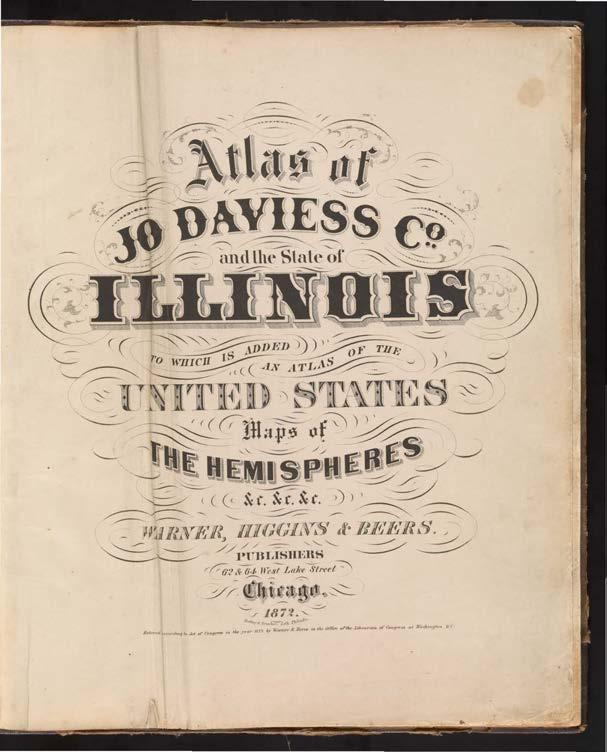 Atlas of
JO DAVIESS Co.
and the State of
ILLINOIS
TO WHICH IS ADDED
AN ATLAS OF THE
UNITED STATES
Maps of
THE HEMISPHERES
&c. &c. &c.
WARNER, HIGGINS & BEERS.
PUBLISHERS
62 & 64 West Lake Street
Chicago.
1872.
Entered according to Act of Congress in the year 1872 by Warner & Beers in the Office of the Librarian of Congress at Washington D.C.